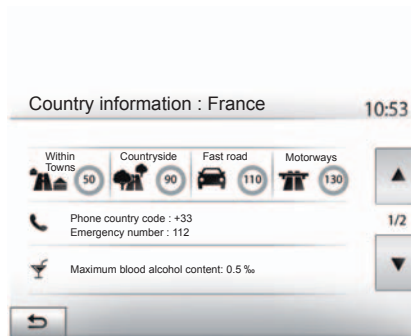 Country information : France
10:53
Within
Towns
50
Countryside
90
Fast road
110
Motorways
130
Phone country code : +33
Emergency number : 112
1/2
Maximum blood alcohol content: 0.5 ‰